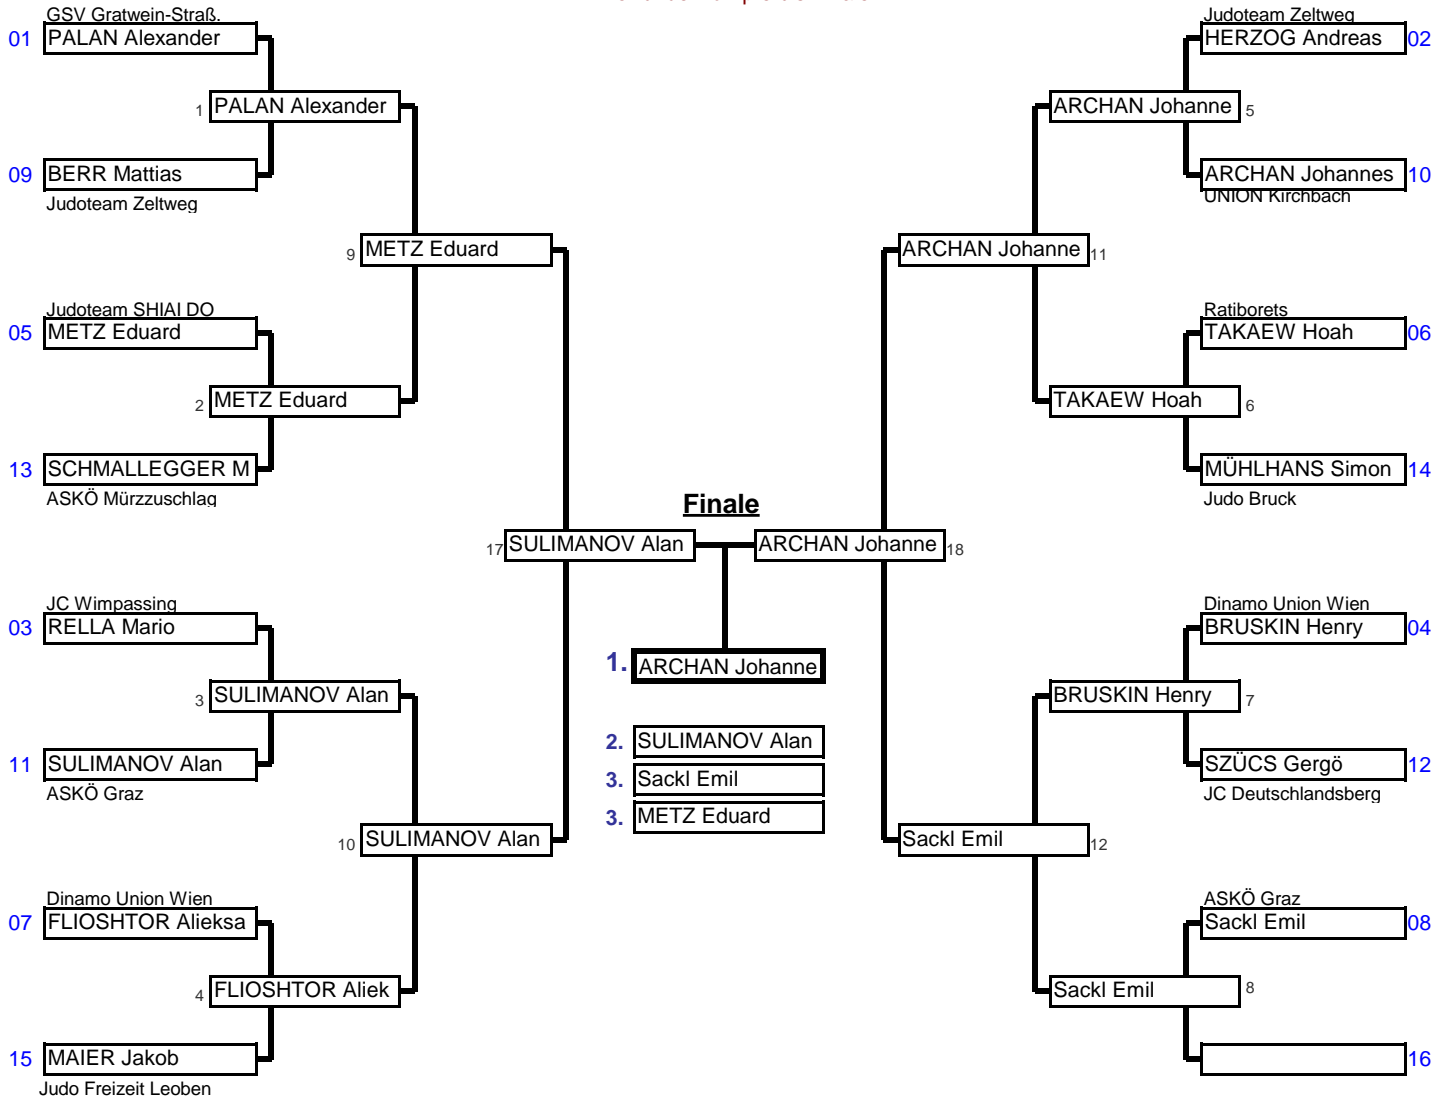 GSV Gratwein-Straß.
01 PALAN Alexander
1 PALAN Alexander
09 BERR Mattias
Judoteam Zeltweg
9 METZ Eduard
Judoteam SHIAI DO
05 METZ Eduard
2 METZ Eduard
13 SCHMALLEGGER M
ASKÖ Mürzzuschlag
17 SULIMANOV Alan
JC Wimpassing
03 RELLA Mario
3 SULIMANOV Alan
11 SULIMANOV Alan
ASKÖ Graz
10 SULIMANOV Alan
Dinamo Union Wien
07 FLIOSHTOR Alieksa
4 FLIOSHTOR Aliek
15 MAIER Jakob
Judo Freizeit Leoben
Finale
1. ARCHAN Johanne
2. SULIMANOV Alan
3. Sackl Emil
3. METZ Eduard
Judoteam Zeltweg
HERZOG Andreas 02
ARCHAN Johanne 5
ARCHAN Johannes 10
UNION Kirchbach
ARCHAN Johanne 11
Ratiborets
TAKAEW Hoah 06
TAKAEW Hoah 6
MÜHLHANS Simon 14
Judo Bruck
ARCHAN Johanne 18
Dinamo Union Wien
BRUSKIN Henry 04
BRUSKIN Henry 7
SZÜCS Gergö 12
JC Deutschlandsberg
Sackl Emil 12
ASKÖ Graz
Sackl Emil 08
Sackl Emil 8
16